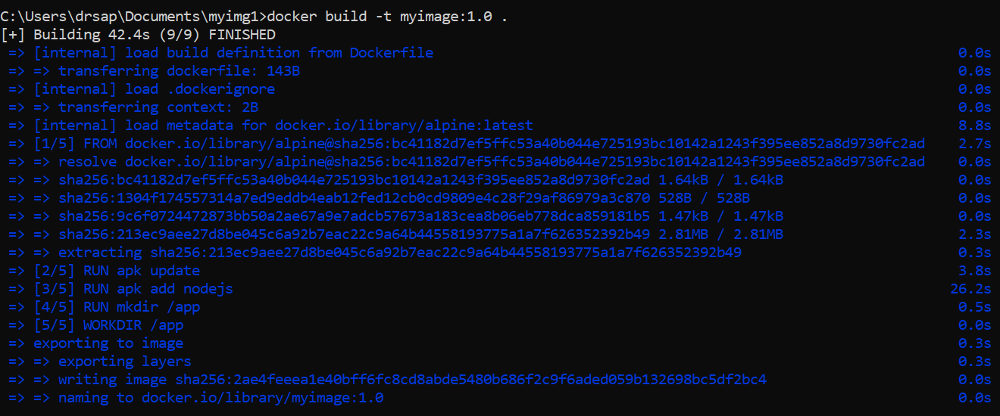 C:\Users\drsap\Documents\myimg1>docker build -t myimage:1.0 .
[+] Building 42.4s (9/9) FINISHED
=> [internal] load build definition from Dockerfile 0.0s
=> => transferring dockerfile: 143B 0.0s
=> [internal] load .dockerignore 0.0s
=> => transferring context: 2B 0.0s
=> [internal] load metadata for docker.io/library/alpine:latest 8.8s
=> [1/5] FROM docker.io/library/alpine@sha256:bc41182d7ef5ffc53a40b044e725193bc10142a1243f395ee852a8d9730fc2ad 2.7s
=> => resolve docker.io/library/alpine@sha256:bc41182d7ef5ffc53a40b044e725193bc10142a1243f395ee852a8d9730fc2ad 0.0s
=> => sha256:bc41182d7ef5ffc53a40b044e725193bc10142a1243f395ee852a8d9730fc2ad 1.64kB / 1.64kB 0.0s
=> => sha256:1304f174557314a7ed9eddb4eab12fed12cb0cd9809e4c28f29af86979a3c870 528B / 528B 0.0s
=> => sha256:9c6f0724472873bb50a2ae67a9e7adcb57673a183cea8b06eb778dca859181b5 1.47kB / 1.47kB 0.0s
=> => sha256:213ec9aee27d8be045c6a92b7eac22c9a64b44558193775a1a7f626352392b49 2.81MB / 2.81MB 2.3s
=> => extracting sha256:213ec9aee27d8be045c6a92b7eac22c9a64b44558193775a1a7f626352392b49 0.3s
=> [2/5] RUN apk update 3.8s
=> [3/5] RUN apk add nodejs 26.2s
=> [4/5] RUN mkdir /app 0.5s
=> [5/5] WORKDIR /app 0.0s
=> exporting to image 0.3s
=> => exporting layers 0.3s
=> => writing image sha256:2ae4feeea1e40bff6fc8cd8abde5480b686f2c9f6aded059b132698bc5df2bc4 0.0s
=> => naming to docker.io/library/myimage:1.0 0.0s